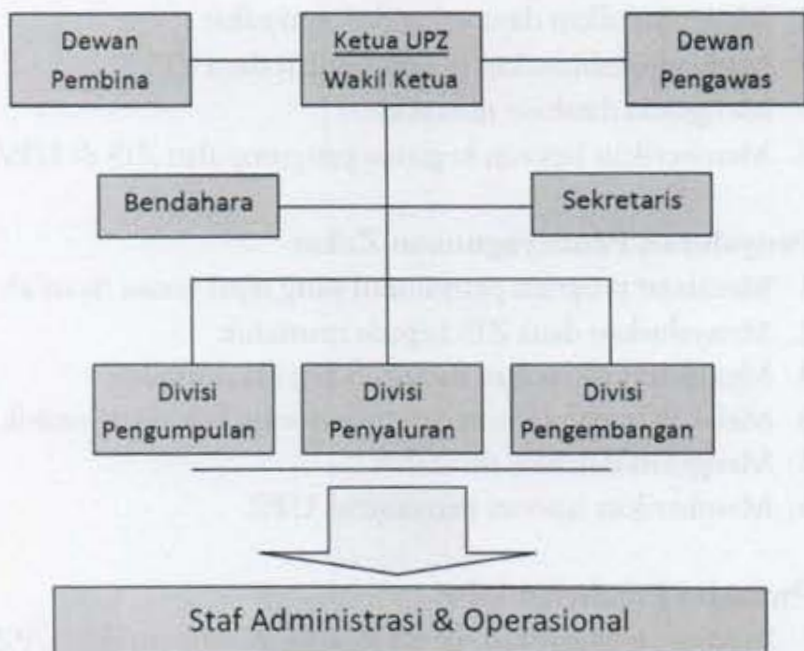 Dewan
Pembina
Ketua UPZ
Wakil Ketua
Dewan
Pengawas
Bendahara
Sekretaris
Divisi
Pengumpulan
Divisi
Penyaluran
Divisi
Pengembangan
Staf Administrasi & Operasional